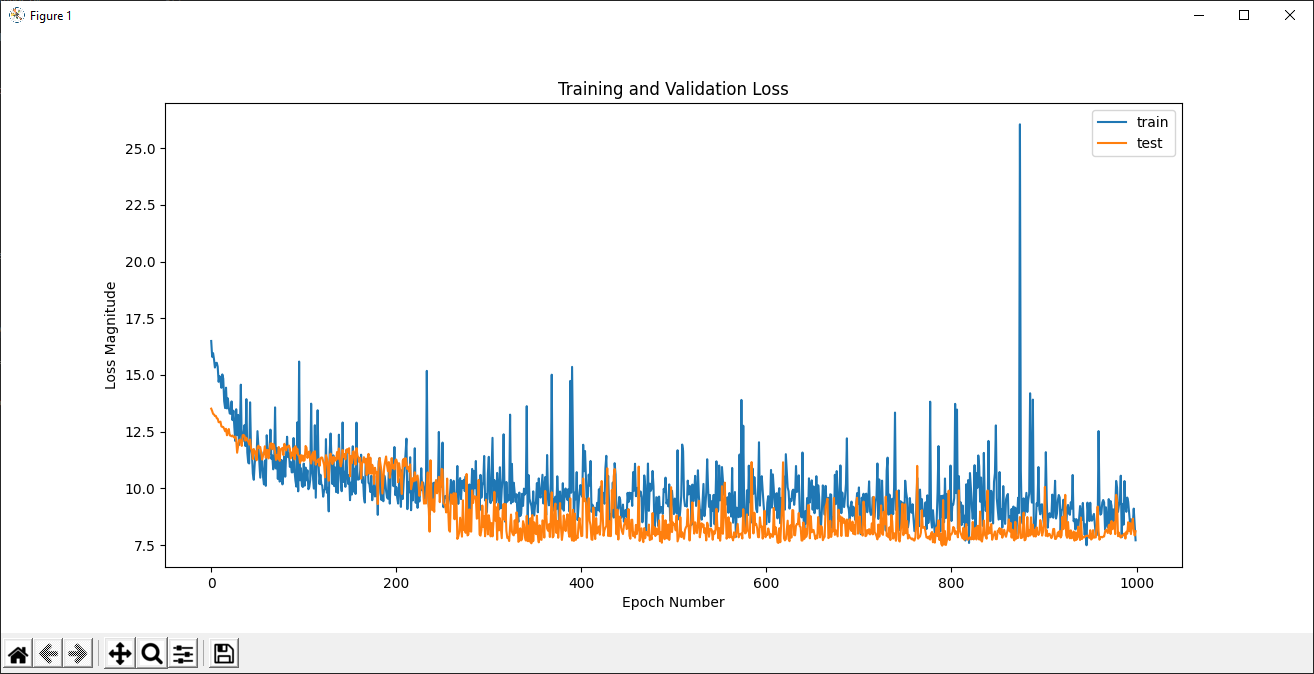 Figure 1
Training and Validation Loss
train
test
25.0
22.5
20.0
17.5
15.0
12.5
10.0
7.5
Loss Magnitude
0 200 400 600 800 1000
Epoch Number